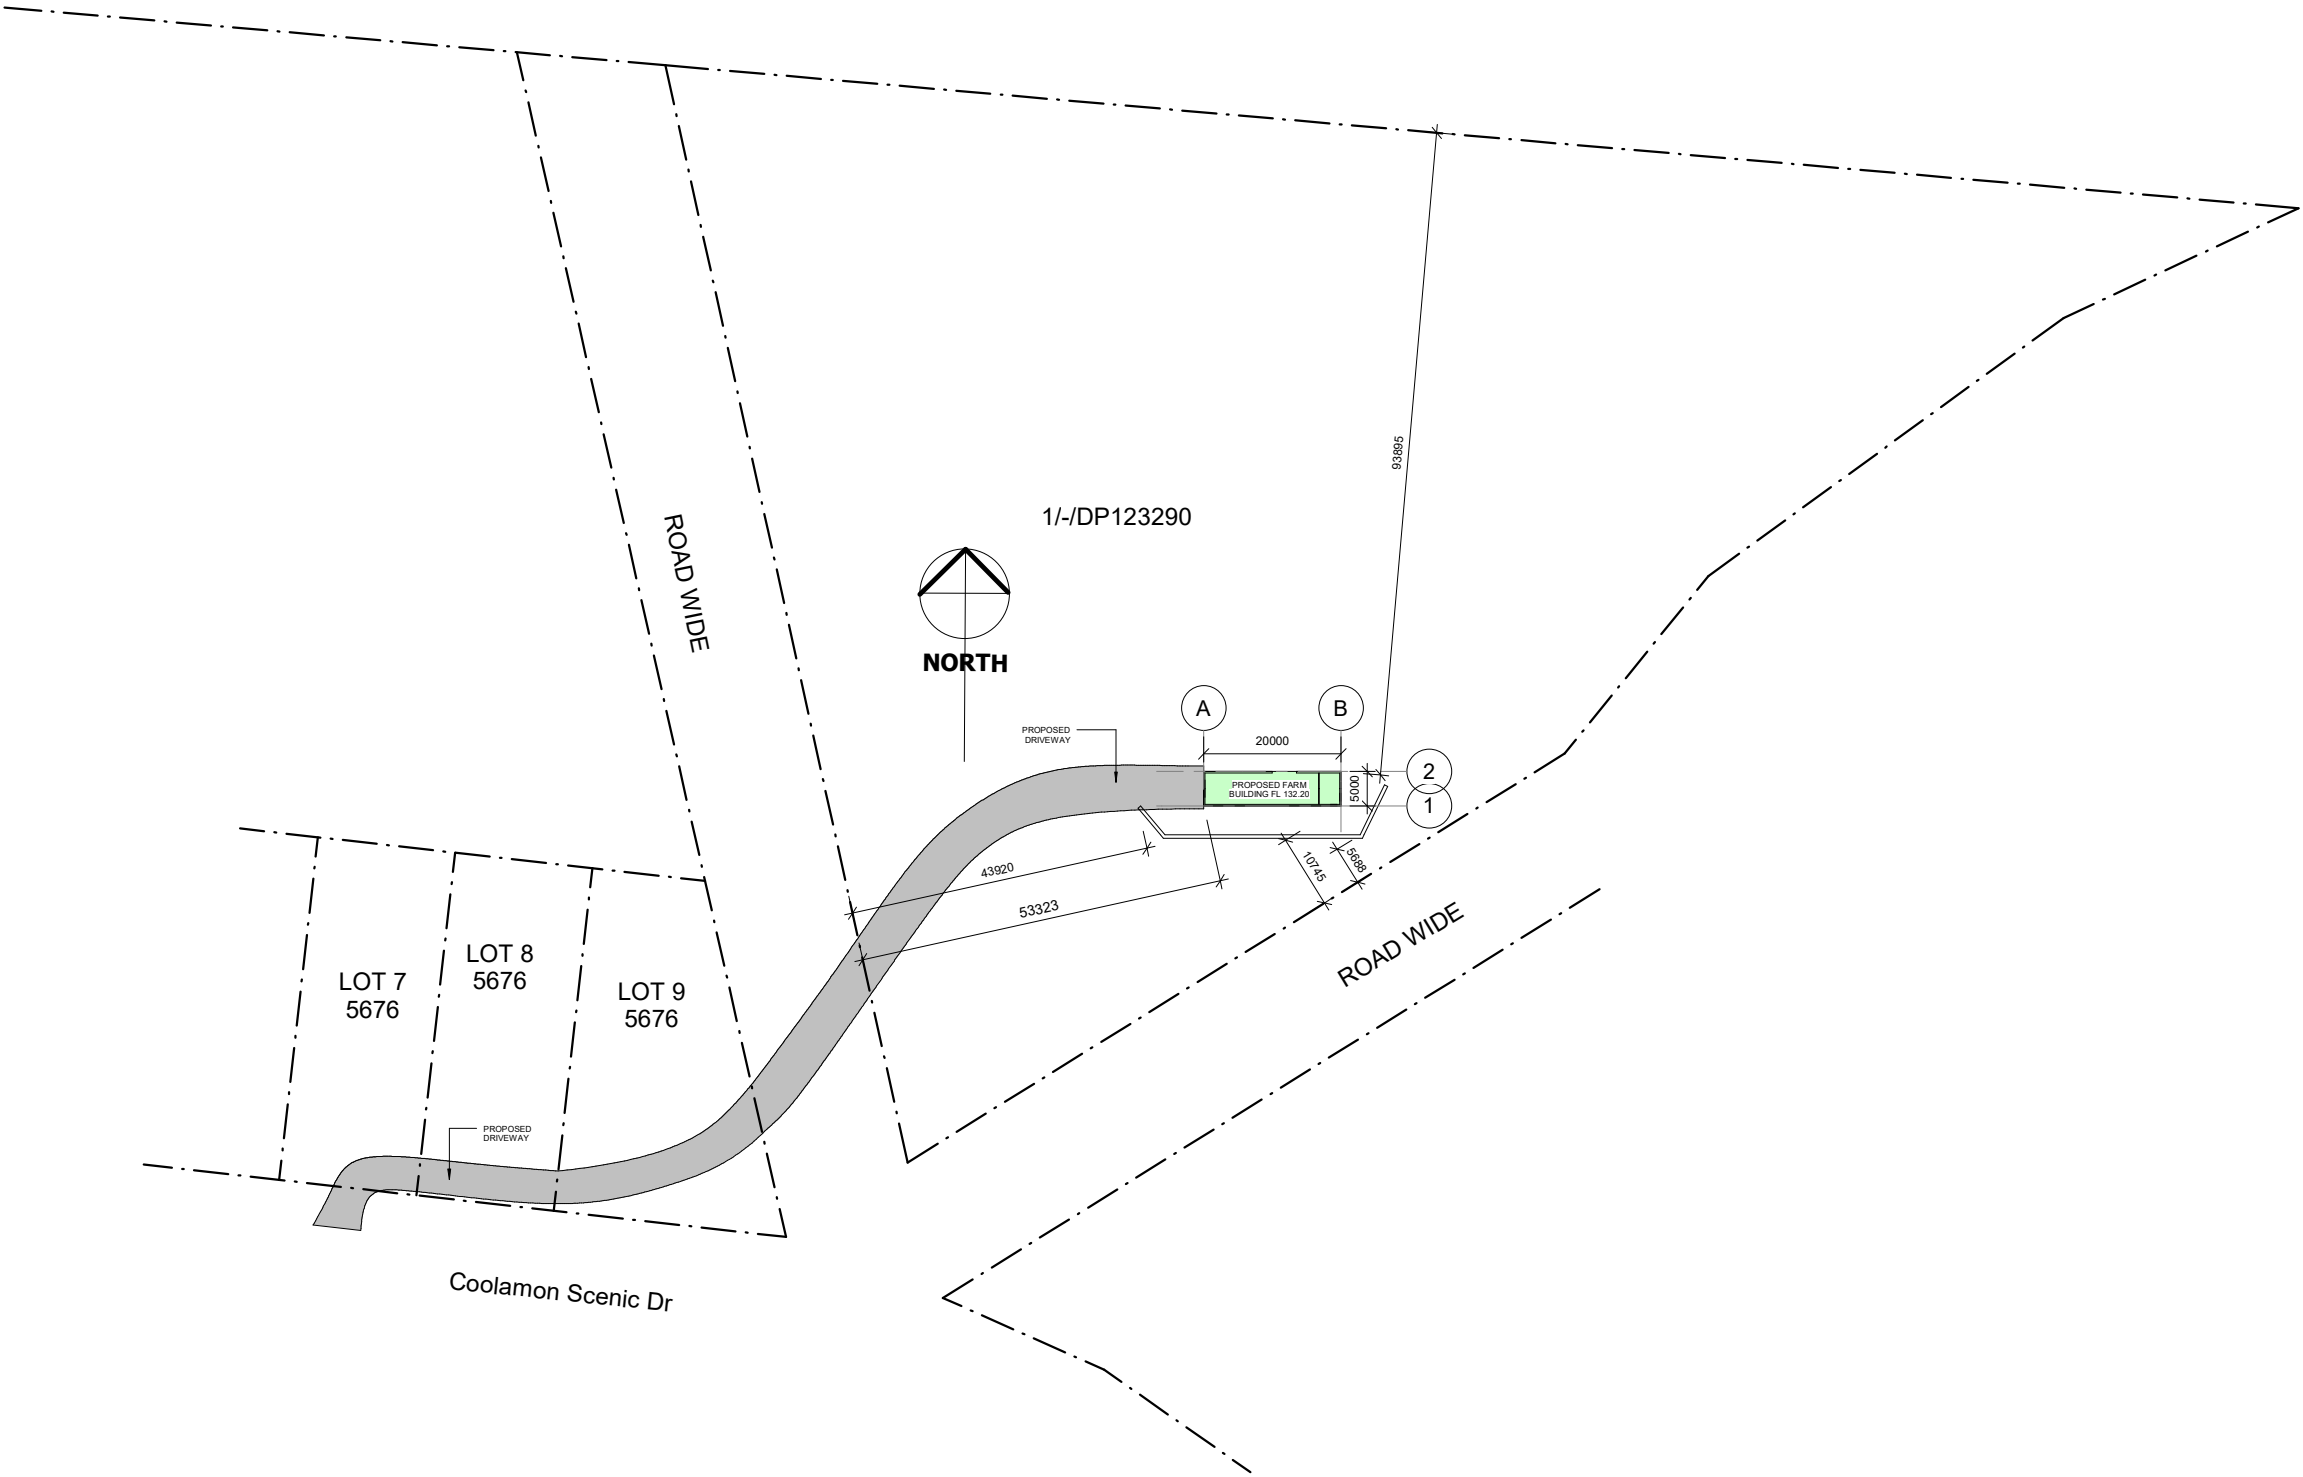 93895
1/-/DP123290
ROAD WIDE
NORTH
A
B
PROPOSED
DRIVEWAY
20000
2
5000
PROPOSED FARM
BUILDING FL 132.20
1
43920
10745
5688
53323
ROAD WIDE
LOT 7
5676
LOT 8
5676
LOT 9
5676
PROPOSED
DRIVEWAY
Coolamon Scenic Dr